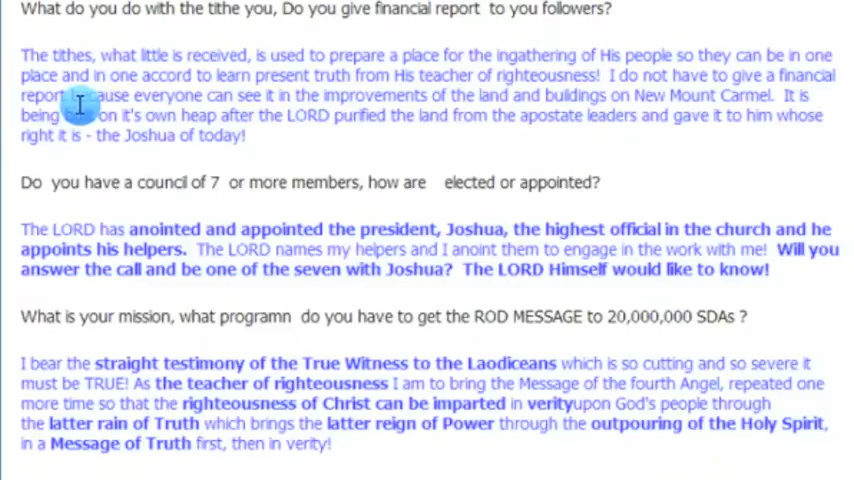 What do you do with the tithe you, Do you give financial report to you followers?
The tithes, what little is received, is used to prepare a place for the ingathering of His people so they can be in one
place and in one accord to learn present truth from His teacher of righteousness! I do not have to give a financial
report because everyone can see it in the improvements of the land and buildings on New Mount Carmel. It is
being on it's own heap after the LORD purified the land from the apostate leaders and gave it to him whose
right it is - the Joshua of today!
Do you have a council of 7 or more members, how are elected or appointed?
The LORD has anointed and appointed the president, Joshua, the highest official in the church and he
appoints his helpers. The LORD names my helpers and I anoint them to engage in the work with me! Will you
answer the call and be one of the seven with Joshua? The LORD Himself would like to know!
What is your mission, what programn do you have to get the ROD MESSAGE to 20,000,000 SDAs ?
I bear the straight testimony of the True Witness to the Laodiceans which is so cutting and so severe it
must be TRUE! As the teacher of righteousness I am to bring the Message of the fourth Angel, repeated one
more time so that the righteousness of Christ can be imparted in verityupon God's people through
the latter rain of Truth which brings the latter reign of Power through the outpouring of the Holy Spirit,
in a Message of Truth first, then in verity!